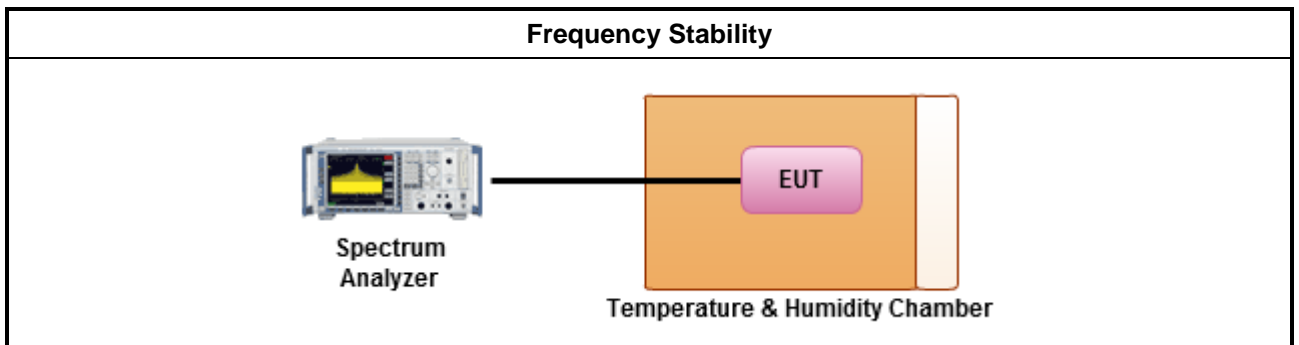 Frequency Stability
EUT
Spectrum
Analyzer
Temperature & Humidity Chamber